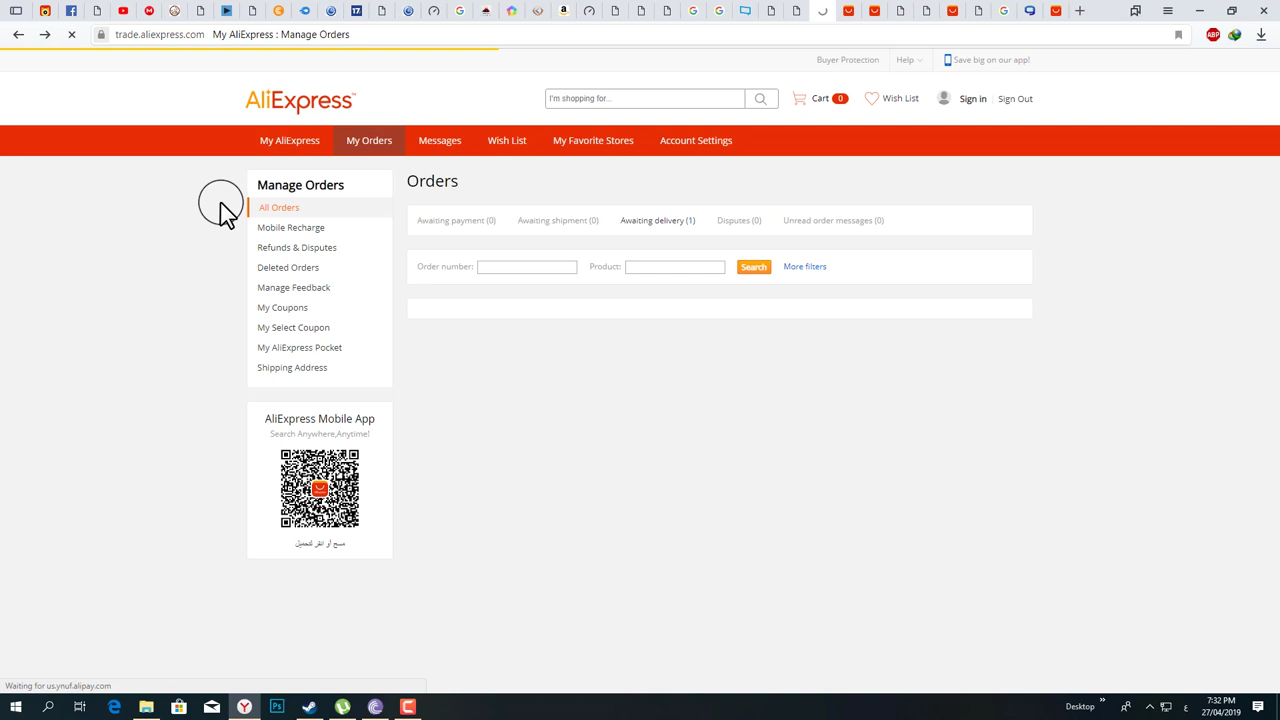 trade.aliexpress.com My AliExpress : Manage Orders
Buyer Protection Help Save big on our app!
AliExpress™ I'm shopping for... Cart 0 Wish List Sign in Sign Out
My AliExpress My Orders Messages Wish List My Favorite Stores Account Settings
Manage Orders
All Orders
Mobile Recharge
Refunds & Disputes
Deleted Orders
Manage Feedback
My Coupons
My Select Coupon
My AliExpress Pocket
Shipping Address
AliExpress Mobile App
Search Anywhere,Anytime!
مسح أو انقر لتحميل
Orders
Awaiting payment (0) Awaiting shipment (0) Awaiting delivery (1) Disputes (0) Unread order messages (0)
Order number: Product: Search More filters
Waiting for us.ynuf.alipay.com
Desktop ع 7:32 PM
27/04/2019